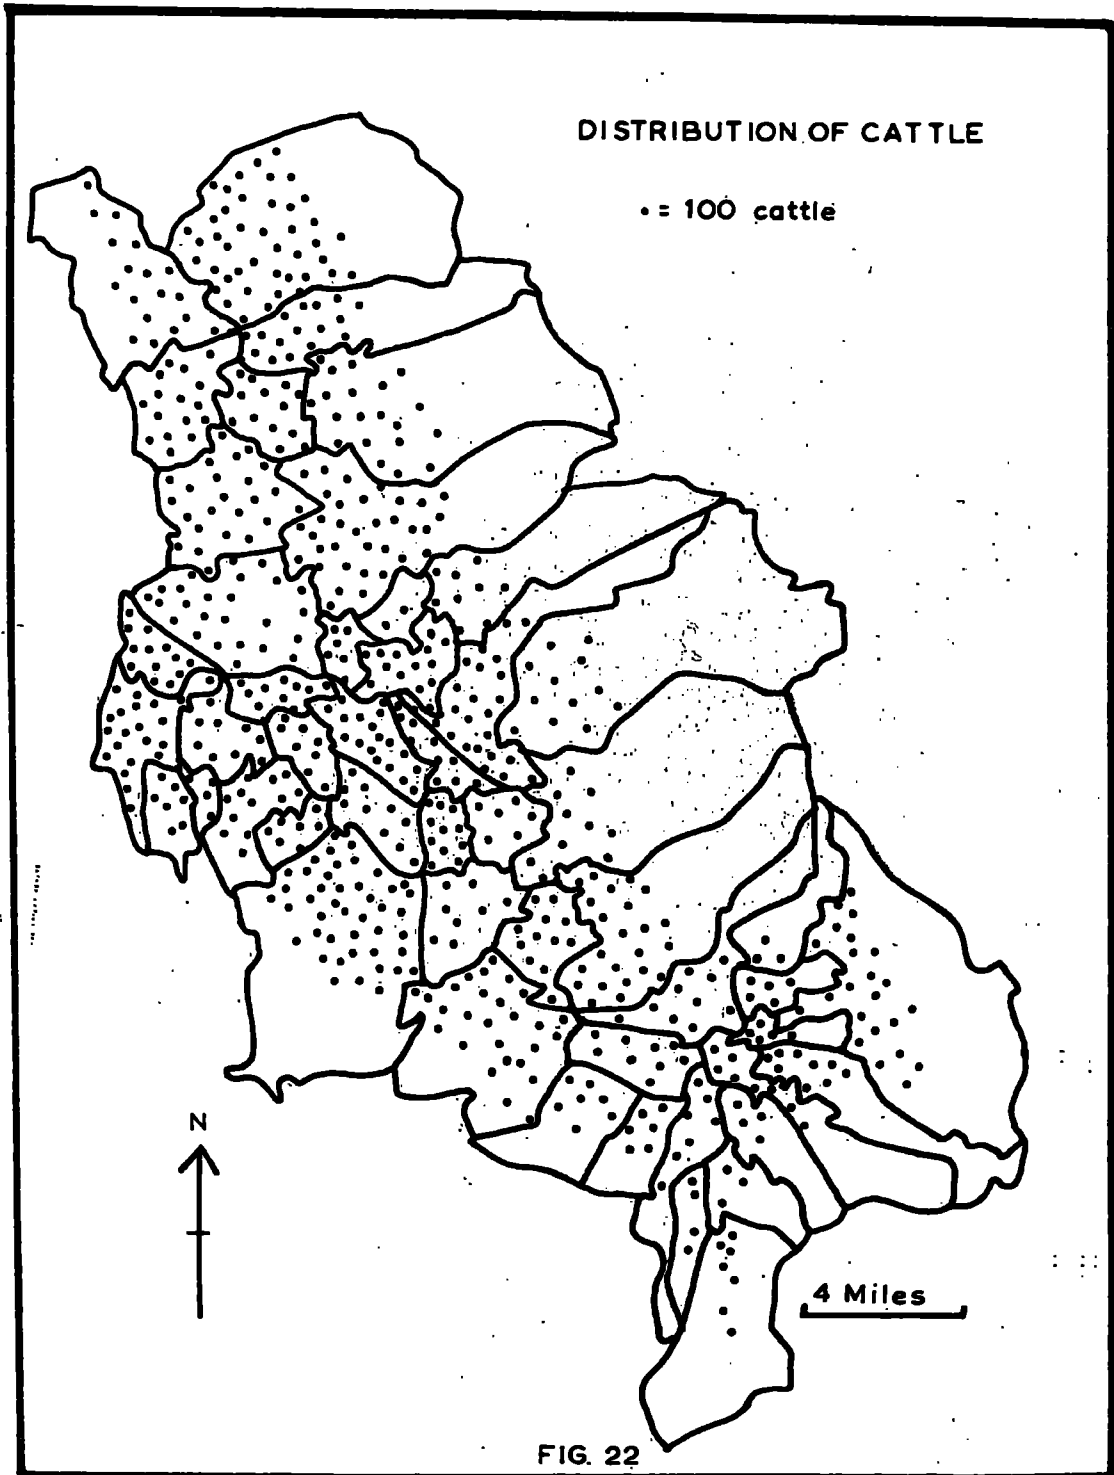 DISTRIBUTION OF CATTLE
• = 100 cattle
N
4 Miles
FIG. 22